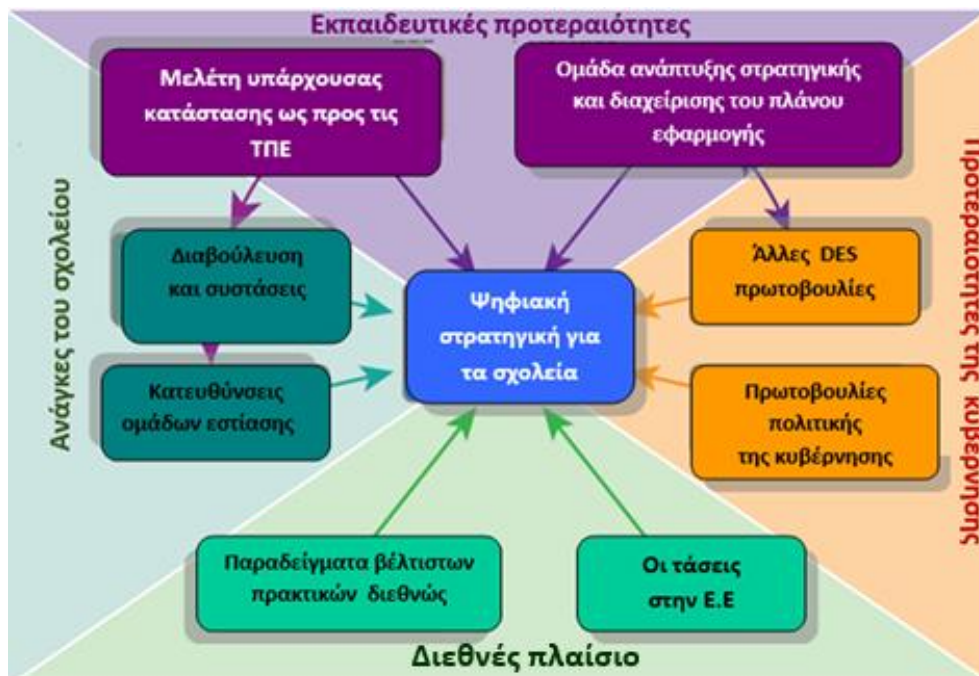 Εκπαιδευτικές προτεραιότητες
Μελέτη υπάρχουσας
κατάστασης ως προς τις
ΤΠΕ
Ομάδα ανάπτυξης στρατηγικής
και διαχείρισης του πλάνου
εφαρμογής
Ανάγκες του σχολείου
Διαβούλευση
και συστάσεις
Κατευθύνσεις
ομάδων εστίασης
Ψηφιακή
στρατηγική για
τα σχολεία
Άλλες DES
πρωτοβουλίες
Πρωτοβουλίες
πολιτικής
της κυβέρνησης
Προτεραιότητες της κυβέρνησης
Παραδείγματα βέλτιστων
πρακτικών διεθνώς
Οι τάσεις
στην Ε.Ε
Διεθνές πλαίσιο